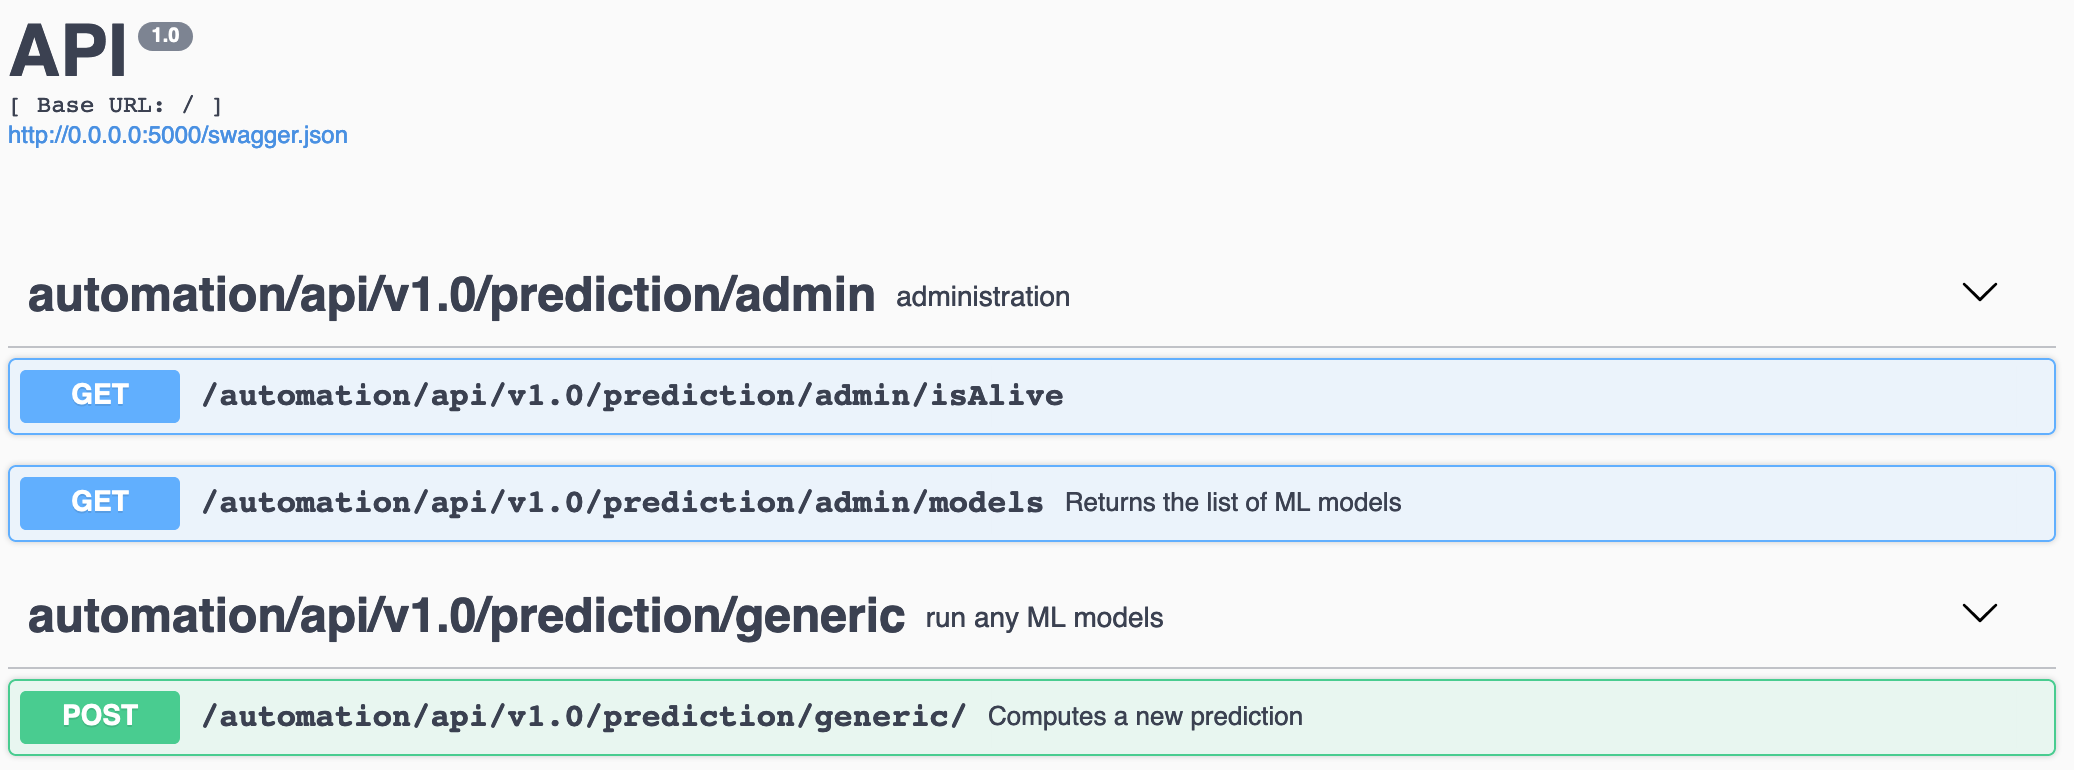 API 1.0
[ Base URL: / ]
http://0.0.0.0:5000/swagger.json
automation/api/v1.0/prediction/admin administration
GET /automation/api/v1.0/prediction/admin/isAlive
GET /automation/api/v1.0/prediction/admin/models Returns the list of ML models
automation/api/v1.0/prediction/generic run any ML models
POST /automation/api/v1.0/prediction/generic/ Computes a new prediction